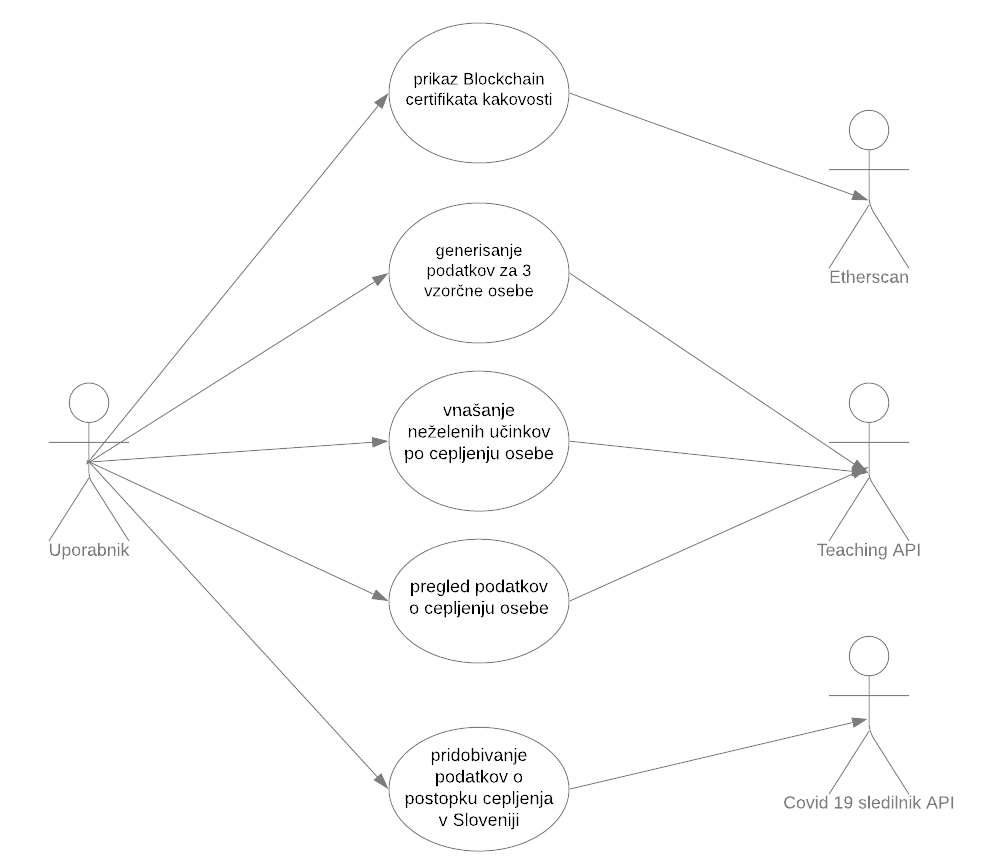 prikaz Blockchain
certifikata kakovosti
Etherscan
generisanje
podatkov za 3
vzorčne osebe
vnašanje
neželenih učinkov
po cepljenju osebe
Uporabnik
Teaching API
pregled podatkov
o cepljenju osebe
pridobivanje
podatkov o
postopku cepljenja
v Sloveniji
Covid 19 sledilnik API